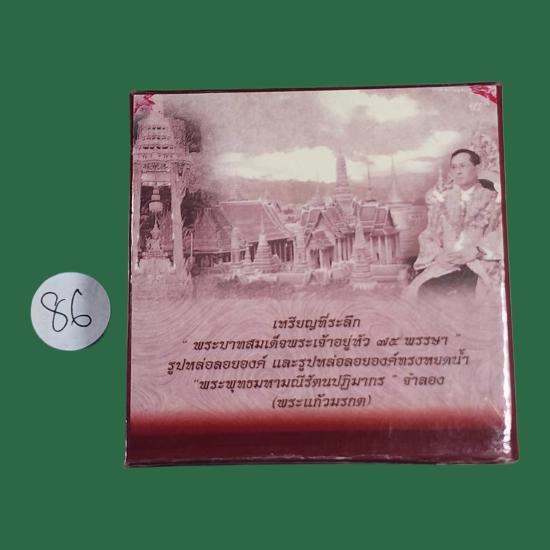 86
เหรียญที่ระลึก
" พระบาทสมเด็จพระเจ้าอยู่หัว ๗๕ พรรษา "
รูปหล่อลอยองค์ และรูปหล่อลอยองค์ทรงหยดน้ำ
"พระพุทธมหามณีรัตนปฏิมากร " จำลอง
(พระแก้วมรกต)